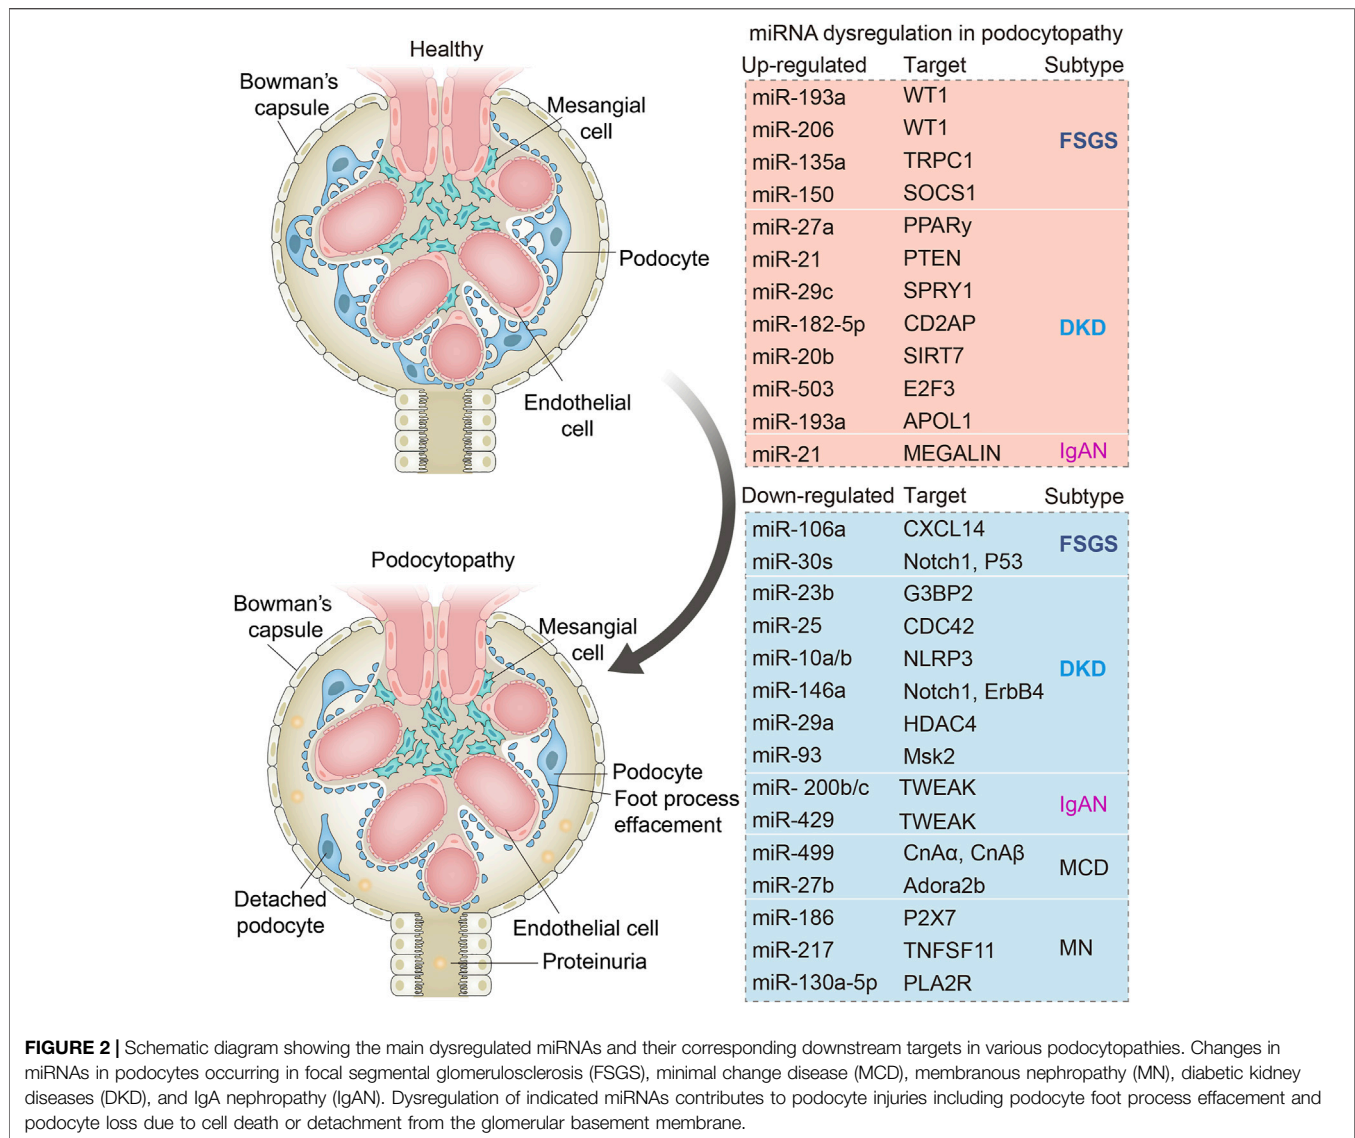 Healthy
Bowman's
capsule
Mesangial
cell
Podocyte
Endothelial
cell
Podocytopathy
Bowman's
capsule
Mesangial
cell
Podocyte
Foot process
effacement
Detached
podocyte
Endothelial cell
Proteinuria
miRNA dysregulation in podocytopathy
Up-regulated Target Subtype
miR-193a WT1
miR-206 WT1
FSGS
miR-135a TRPC1
miR-150 SOCS1
miR-27a PPARy
miR-21 PTEN
miR-29c SPRY1
miR-182-5p CD2AP DKD
miR-20b SIRT7
miR-503 E2F3
miR-193a APOL1
miR-21 MEGALIN IgAN
Down-regulated Target Subtype
miR-106a CXCL14
FSGS
miR-30s Notch1, P53
miR-23b G3BP2
miR-25 CDC42
miR-10a/b NLRP3
DKD
miR-146a Notch1, ErbB4
miR-29a HDAC4
miR-93 Msk2
miR- 200b/c TWEAK
IgAN
miR-429 TWEAK
miR-499 CnAα, CnAβ
MCD
miR-27b Adora2b
miR-186 P2X7
miR-217 TNFSF11 MN
miR-130a-5p PLA2R
FIGURE 2 | Schematic diagram showing the main dysregulated miRNAs and their corresponding downstream targets in various podocytopathies. Changes in
miRNAs in podocytes occurring in focal segmental glomerulosclerosis (FSGS), minimal change disease (MCD), membranous nephropathy (MN), diabetic kidney
diseases (DKD), and IgA nephropathy (IgAN). Dysregulation of indicated miRNAs contributes to podocyte injuries including podocyte foot process effacement and
podocyte loss due to cell death or detachment from the glomerular basement membrane.